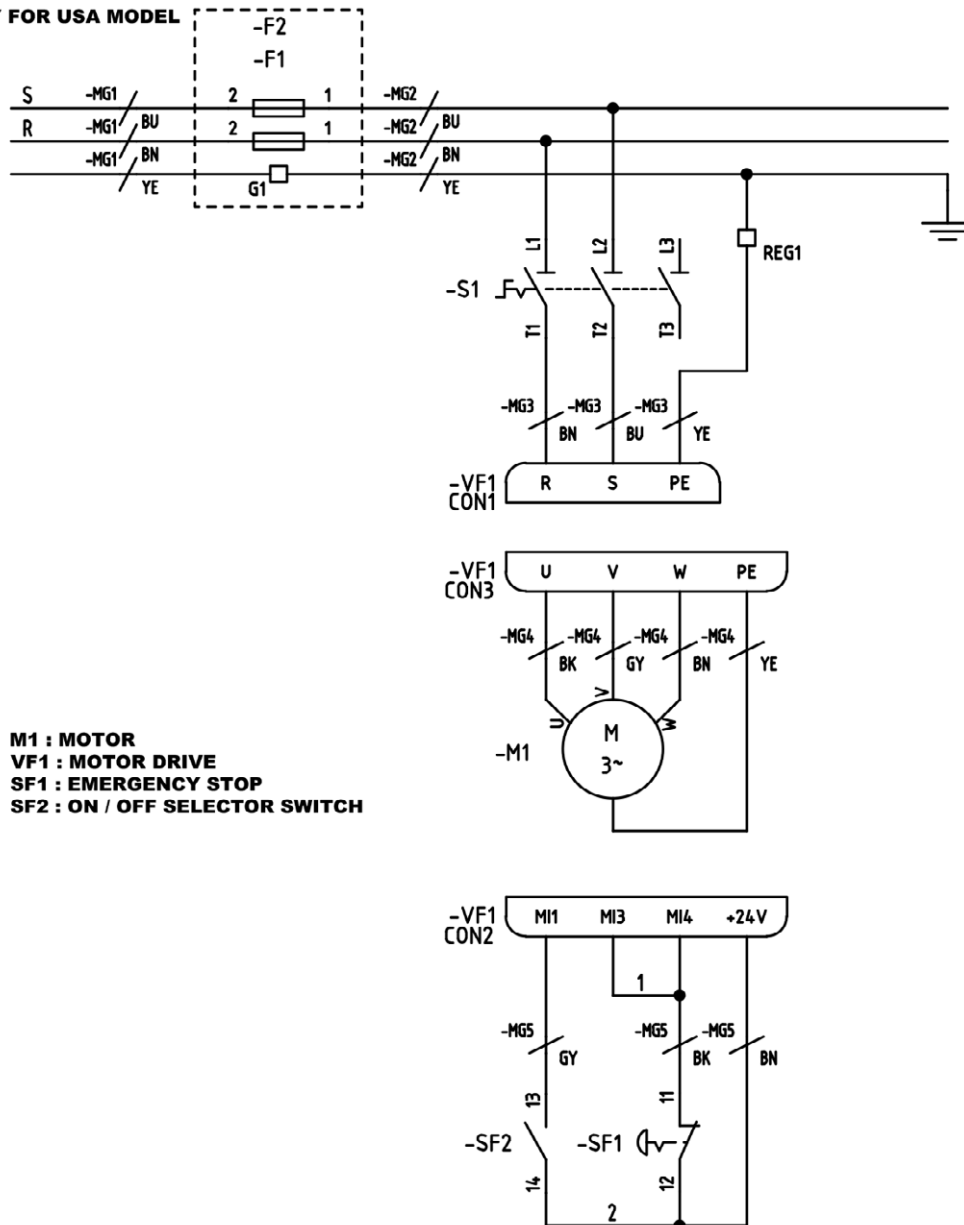 FOR USA MODEL
-F2
-F1
S -MG1 2 1 -MG2
BU BU
R -MG1 2 1 -MG2
BN BN
-MG1 G1 -MG2
YE YE
L1 L2 L3
REG1
-S1
T1 T2 T3
-MG3 -MG3 -MG3
BN BU YE
-VF1 R S PE
CON1
-VF1 U V W PE
CON3
-MG4 -MG4 -MG4 -MG4
BK GY BN YE
U V W
-M1 M
3~
M1 : MOTOR
VF1 : MOTOR DRIVE
SF1 : EMERGENCY STOP
SF2 : ON / OFF SELECTOR SWITCH
-VF1 MI1 MI3 MI4 +24V
CON2
1
-MG5 -MG5 -MG5
GY BK BN
13 11
-SF2 -SF1
14 12
2